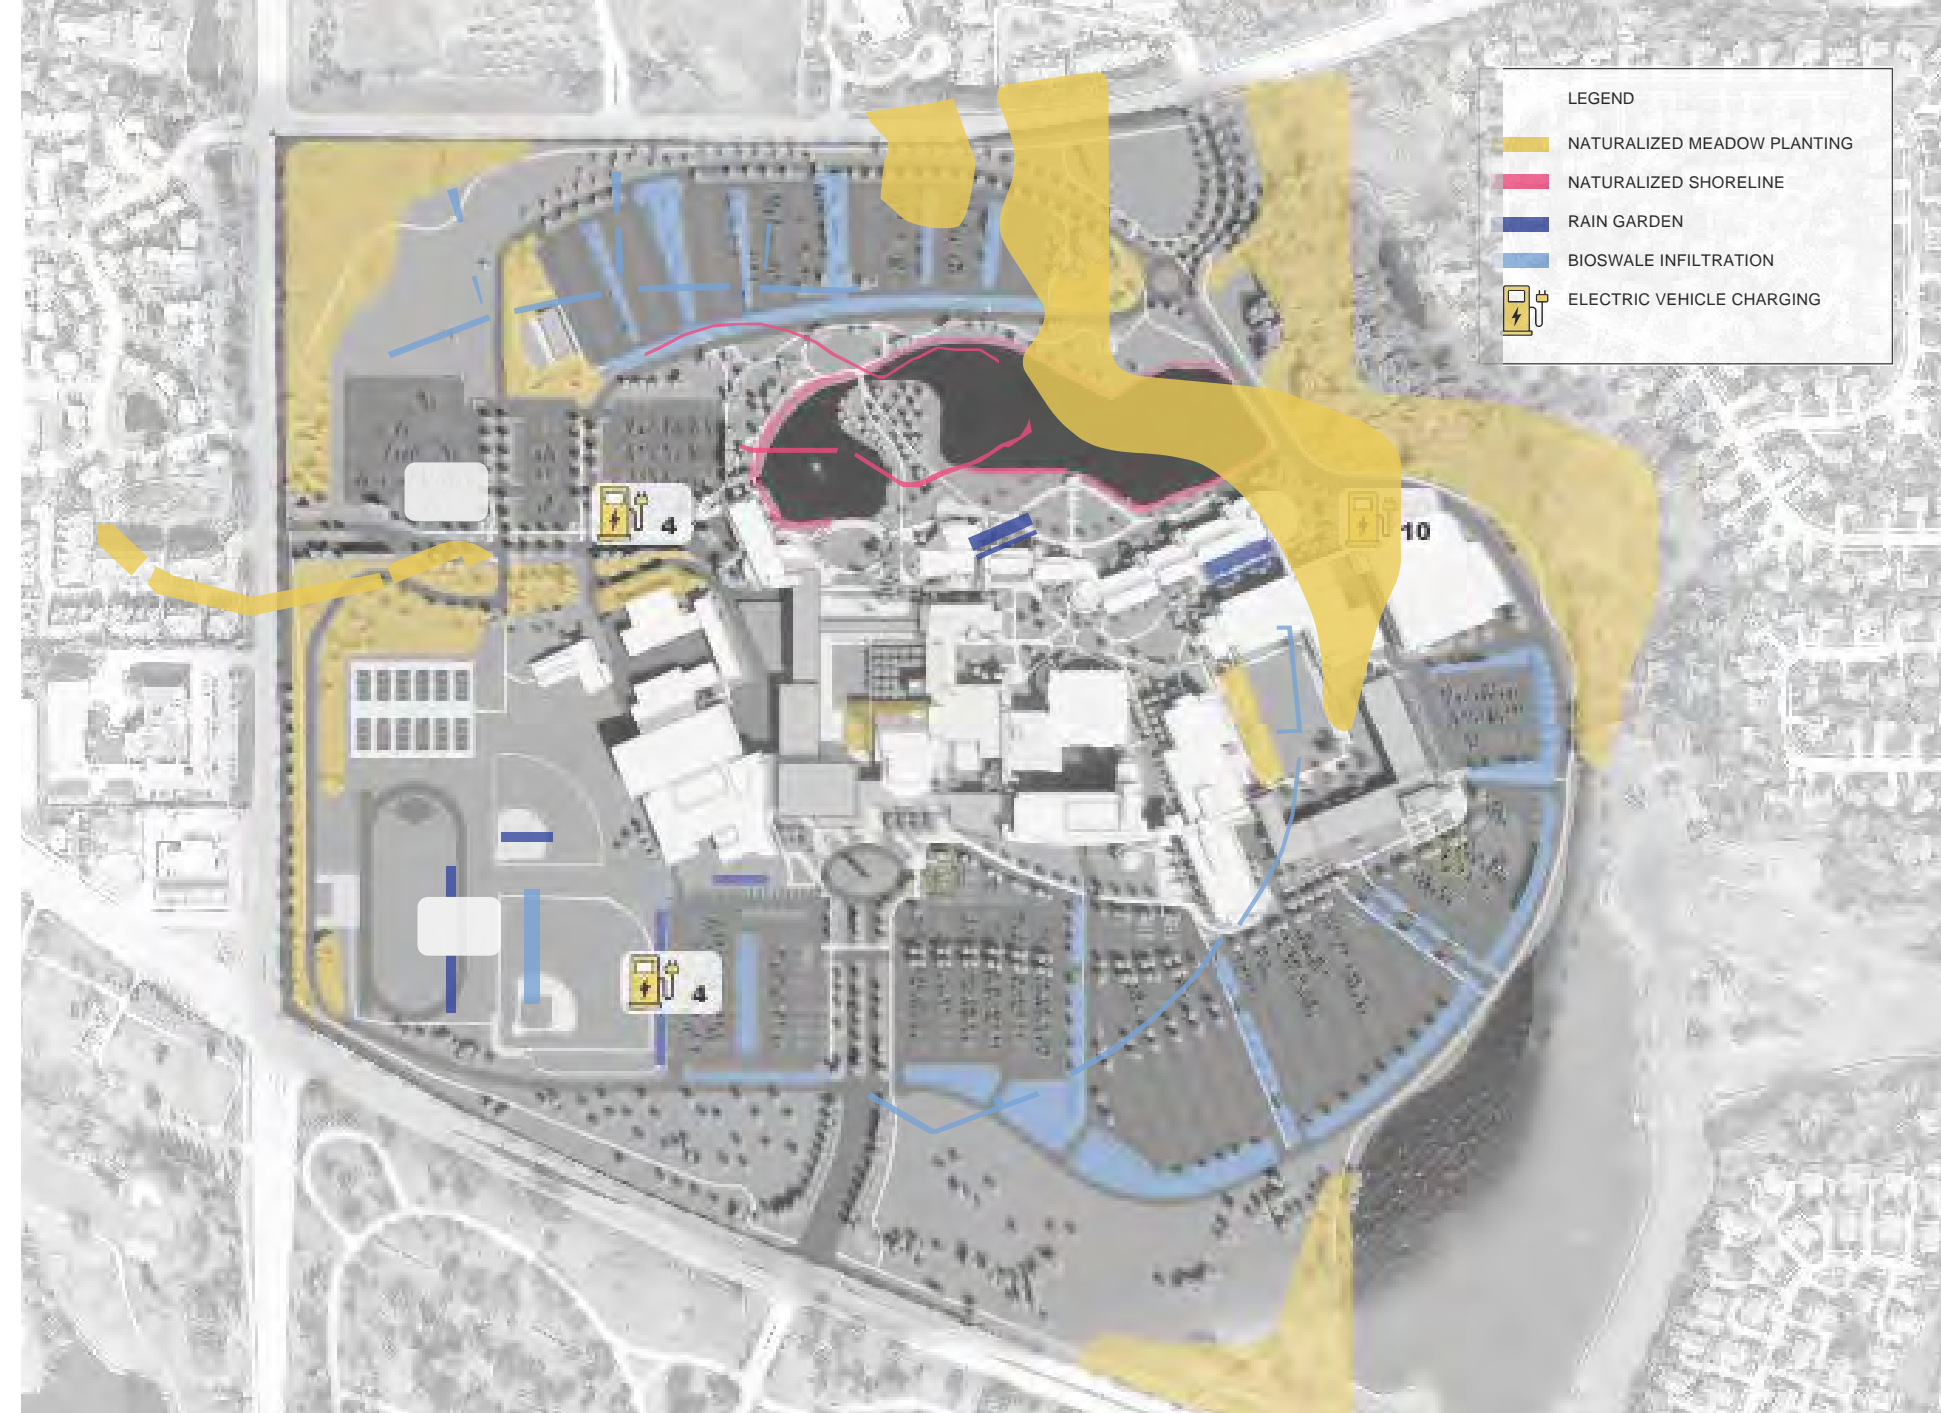 LEGEND
NATURALIZED MEADOW PLANTING
NATURALIZED SHORELINE
RAIN GARDEN
BIOSWALE INFILTRATION
ELECTRIC VEHICLE CHARGING
4
10
4